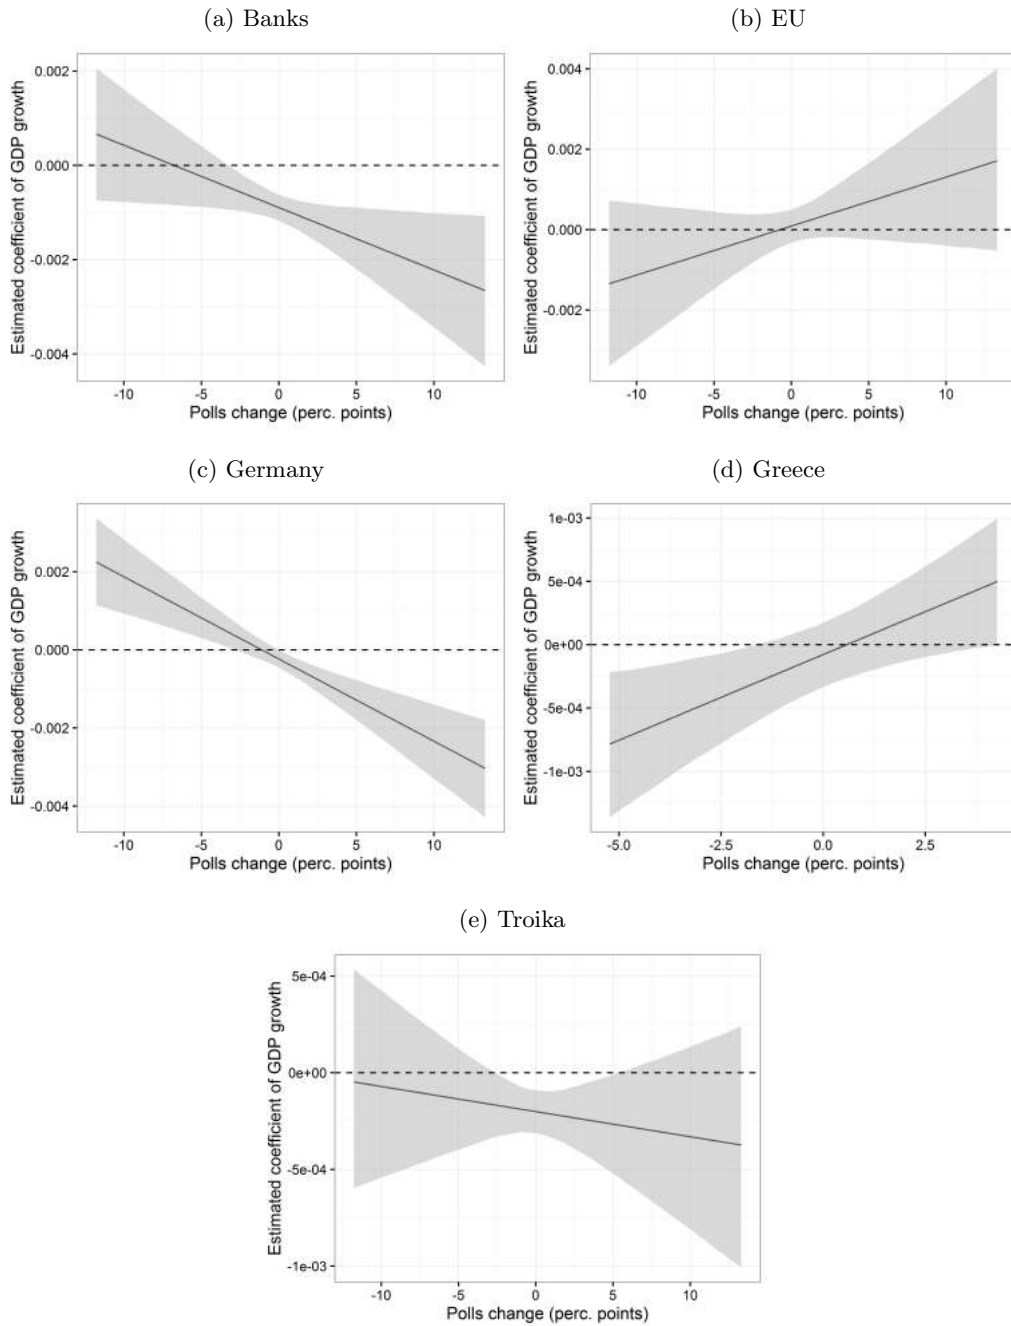 (a) Banks
(b) EU
Estimated coefficient of GDP growth
0.002
0.000
-0.002
-0.004
-10 -5 0 5 10
Polls change (perc. points)
Estimated coefficient of GDP growth
0.004
0.002
0.000
-0.002
-10 -5 0 5 10
Polls change (perc. points)
(c) Germany
(d) Greece
Estimated coefficient of GDP growth
0.002
0.000
-0.002
-0.004
-10 -5 0 5 10
Polls change (perc. points)
Estimated coefficient of GDP growth
1e-03
5e-04
0e+00
-5e-04
-1e-03
-5.0 -2.5 0.0 2.5
Polls change (perc. points)
(e) Troika
Estimated coefficient of GDP growth
5e-04
0e+00
-5e-04
-1e-03
-10 -5 0 5 10
Polls change (perc. points)